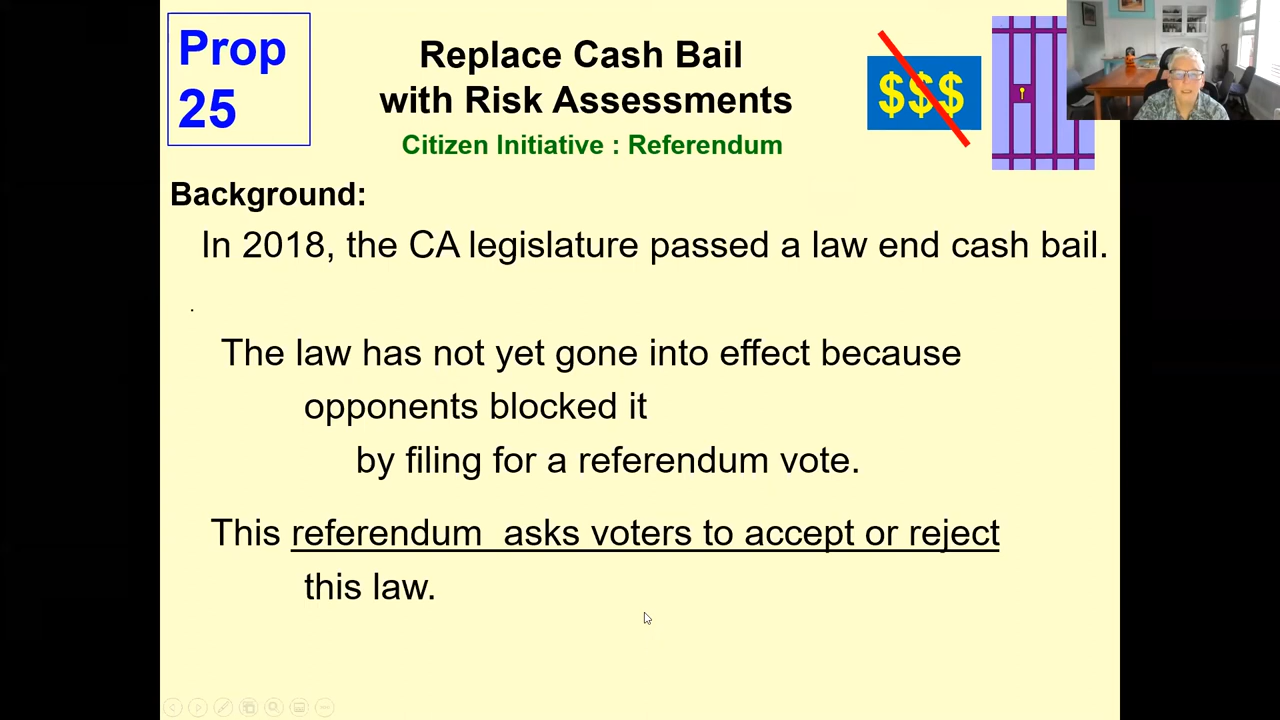 Prop
25
Replace Cash Bail
with Risk Assessments
Citizen Initiative : Referendum
$$$
Background:
In 2018, the CA legislature passed a law end cash bail.
.
The law has not yet gone into effect because
opponents blocked it
by filing for a referendum vote.
This referendum asks voters to accept or reject
this law.